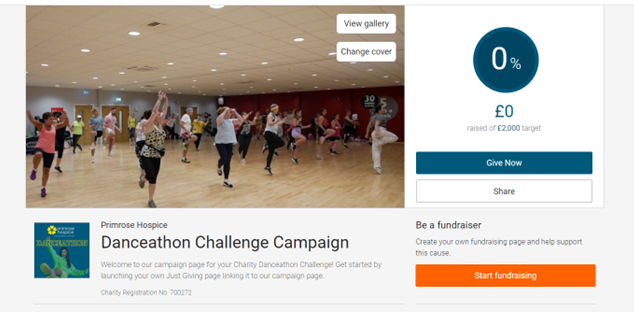 View gallery
Change cover
30
5
0%
£0
raised of £2,000 target
Give Now
Share
primrose
hospice
DANCEATHON!
Primrose Hospice
Danceathon Challenge Campaign
Welcome to our campaign page for your Charity Danceathon Challenge! Get started by
launching your own Just Giving page linking it to our campaign page.
Charity Registration No. 700272
Be a fundraiser
Create your own fundraising page and help support
this cause.
Start fundraising